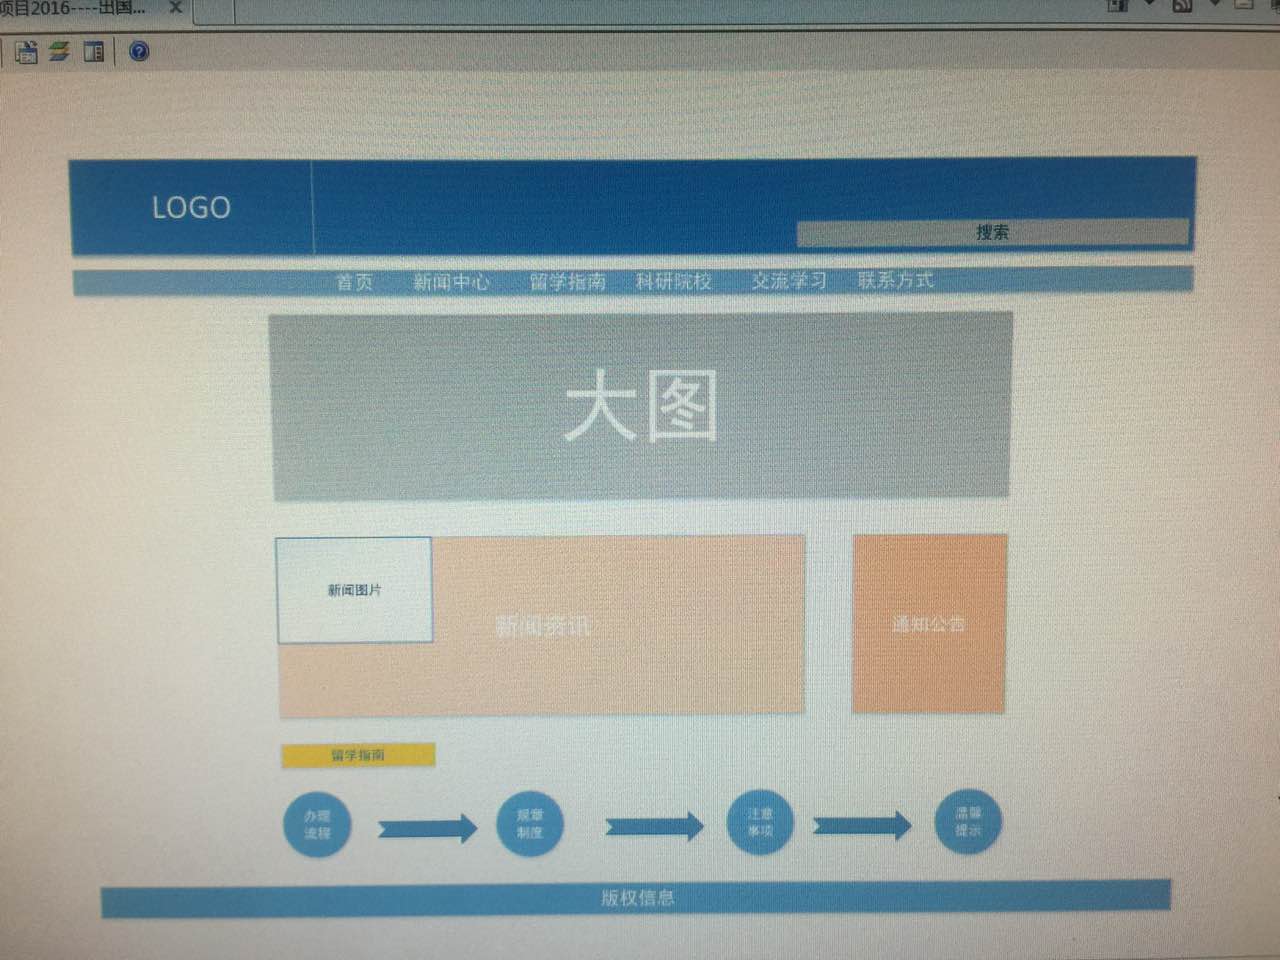 项目2016----出国...
LOGO
搜索
首页 新闻中心 留学指南 科研院校 交流学习 联系方式
大图
新闻图片
新闻资讯
通知公告
留学指南
办理
流程
规章
制度
注意
事项
温馨
提示
版权信息